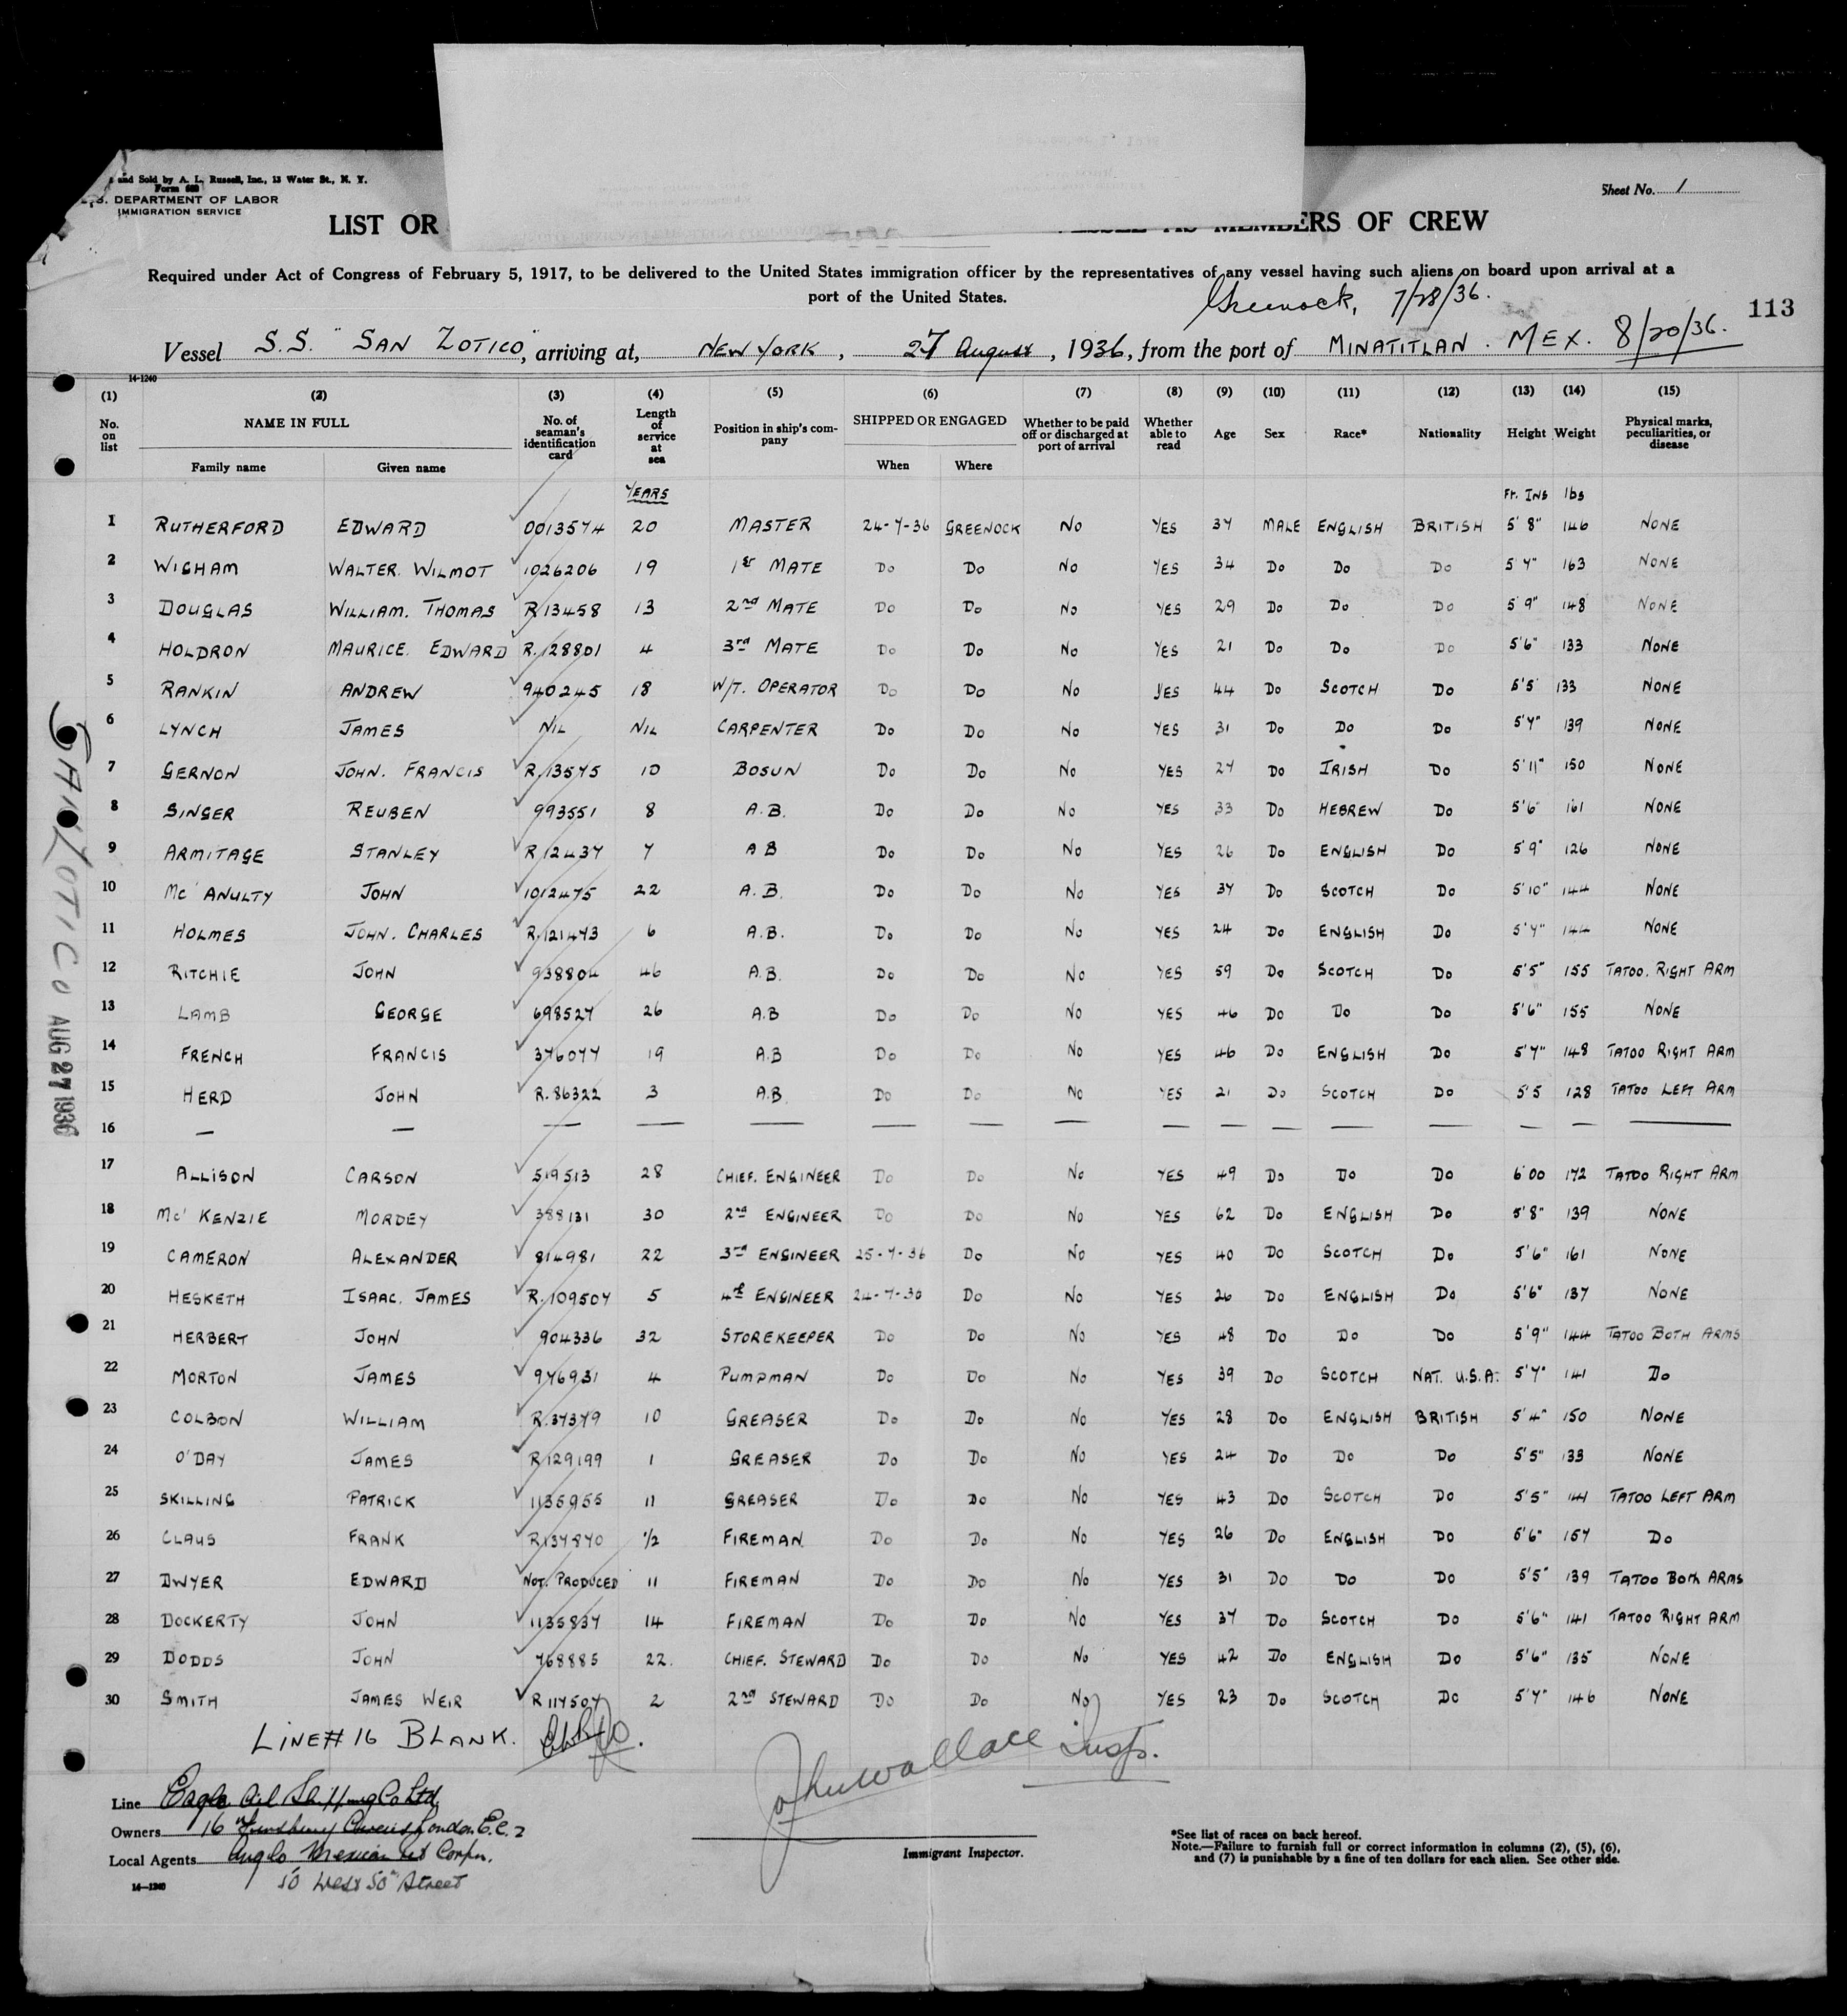 and Sold by A. L. Russell, Inc., 13 Water St., N. Y.
Form 689
U.S. DEPARTMENT OF LABOR
IMMIGRATION SERVICE
Sheet No. 1
LIST OR MEMBERS OF CREW
Required under Act of Congress of February 5, 1917, to be delivered to the United States immigration officer by the representatives of any vessel having such aliens on board upon arrival at a
port of the United States.
Greenock, 7/28/36.
113
Vessel S.S. "SAN ZOTICO", arriving at, NEW YORK, 27 August, 1936, from the port of MINATITLAN. MEX. 8/20/36.
14-1240
(1) (2) (3) (4) (5) (6) (7) (8) (9) (10) (11) (12) (13) (14) (15)
No. on list NAME IN FULL No. of seaman's identification card Length of service at sea Position in ship's company SHIPPED OR ENGAGED Whether to be paid off or discharged at port of arrival Whether able to read Age Sex Race* Nationality Height Weight Physical marks, peculiarities, or disease
Family name Given name When Where
YEARS Ft. Ins lbs
1 RUTHERFORD EDWARD 0013574 20 MASTER 24-7-36 GREENOCK No YES 37 MALE ENGLISH BRITISH 5'8" 146 NONE
2 WIGHAM WALTER. WILMOT 1026206 19 1st MATE Do Do No YES 34 Do Do Do 5'7" 163 NONE
3 DOUGLAS WILLIAM. THOMAS R13458 13 2nd MATE Do Do No YES 29 Do Do Do 5'9" 148 NONE
4 HOLDRON MAURICE. EDWARD R.128801 4 3rd MATE Do Do No YES 21 Do Do Do 5'6" 133 NONE
5 RANKIN ANDREW 940245 18 W/T. OPERATOR Do Do No YES 44 Do SCOTCH Do 5'5 133 NONE
6 LYNCH JAMES NIL NIL CARPENTER Do Do No YES 31 Do Do Do 5'7" 139 NONE
7 GERNON JOHN. FRANCIS R.13575 10 BOSUN Do Do No YES 27 Do IRISH Do 5'11" 150 NONE
8 SINGER REUBEN 993551 8 A.B. Do Do No YES 33 Do HEBREW Do 5'6" 161 NONE
9 ARMITAGE STANLEY R12437 7 A B Do Do No YES 26 Do ENGLISH Do 5'9" 126 NONE
10 Mc'ANULTY JOHN 1012475 22 A.B. Do Do No YES 37 Do SCOTCH Do 5'10" 144 NONE
11 HOLMES JOHN. CHARLES R.121473 6 A.B. Do Do No YES 24 Do ENGLISH Do 5'7" 144 NONE
12 RITCHIE JOHN 938804 46 A.B. Do Do No YES 59 Do SCOTCH Do 5'5" 155 TATOO. RIGHT ARM
13 LAMB GEORGE 698527 26 A.B Do Do No YES 46 Do Do Do 5'6" 155 NONE
14 FRENCH FRANCIS 376077 19 A.B Do Do No YES 46 Do ENGLISH Do 5'7" 148 TATOO RIGHT ARM
15 HERD JOHN R.86322 3 A.B. Do Do No YES 21 Do SCOTCH Do 5'5 128 TATOO LEFT ARM
16 — — — — — — — — — — — — — — — —
17 ALLISON CARSON 519513 28 CHIEF. ENGINEER Do Do No YES 49 Do Do Do 6'00 172 TATOO RIGHT ARM
18 Mc'KENZIE MORDEY 388131 30 2nd ENGINEER Do Do No YES 62 Do ENGLISH Do 5'8" 139 NONE
19 CAMERON ALEXANDER 814981 22 3rd ENGINEER 25-7-36 Do No YES 40 Do SCOTCH Do 5'6" 161 NONE
20 HESKETH ISAAC. JAMES R.109507 5 4th ENGINEER 24-7-36 Do No YES 26 Do ENGLISH Do 5'6" 137 NONE
21 HERBERT JOHN 904336 32 STOREKEEPER Do Do No YES 48 Do Do Do 5'9" 144 TATOO BOTH ARMS
22 MORTON JAMES 976931 4 PUMPMAN Do Do No YES 39 Do SCOTCH NAT. U.S.A. 5'7" 141 Do
23 COLBON WILLIAM R.37379 10 GREASER Do Do No YES 28 Do ENGLISH BRITISH 5'4" 150 NONE
24 O'DAY JAMES R129199 1 GREASER Do Do No YES 24 Do Do Do 5'5" 133 NONE
25 SKILLING PATRICK 1135955 11 GREASER Do Do No YES 43 Do SCOTCH Do 5'5" 141 TATOO LEFT ARM
26 CLAUS FRANK R137870 1/2 FIREMAN Do Do No YES 26 Do ENGLISH Do 5'6" 157 Do
27 DWYER EDWARD NOT. PRODUCED 11 FIREMAN Do Do No YES 31 Do Do Do 5'5" 139 TATOO BOTH ARMS
28 DOCKERTY JOHN 1135837 14 FIREMAN Do Do No YES 37 Do SCOTCH Do 5'6" 141 TATOO RIGHT ARM
29 DODDS JOHN 768885 22. CHIEF. STEWARD Do Do No YES 42 Do ENGLISH Do 5'6" 135 NONE
30 SMITH JAMES WEIR R117507 2 2nd STEWARD Do Do No YES 23 Do SCOTCH Do 5'7" 146 NONE
LINE # 16 BLANK.
John Wallace Insp.
Line Eagle Oil Shipping Co Ltd
Owners 16 Finsbury Circus London. E.C.2
Local Agents Anglo Mexican Pet Corpn.
50 West 50th Street
14-1240
Immigrant Inspector.
*See list of races on back hereof.
Note.—Failure to furnish full or correct information in columns (2), (5), (6),
and (7) is punishable by a fine of ten dollars for each alien. See other side.
SAN ZOTICO AUG 27 1936